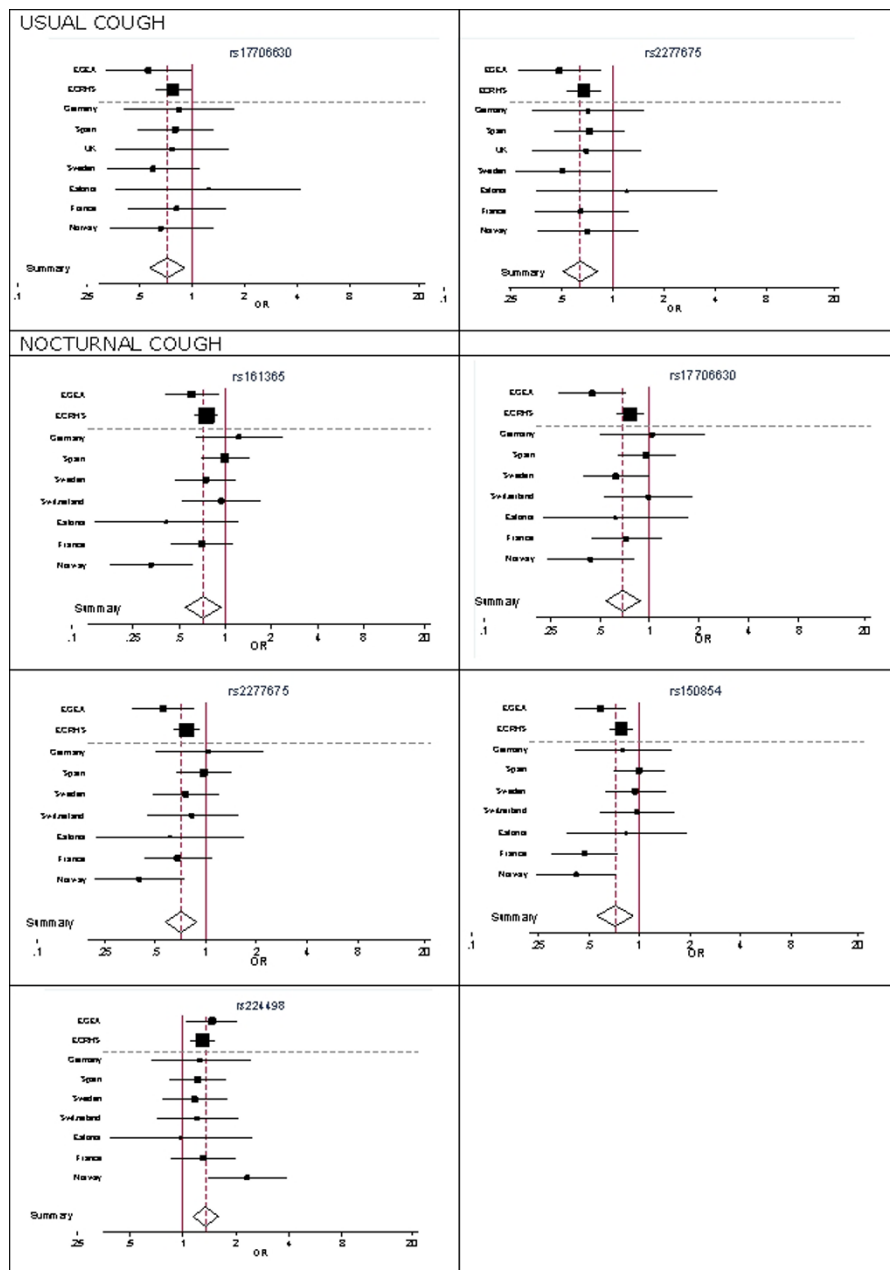 USUAL COUGH
rs17706630
EGEA
ECRHS
Germany
Spain
UK
Sweden
Estonia
France
Norway
Summary
.1 .25 .5 1 2 4 8 20
OR
rs2277675
EGEA
ECRHS
Germany
Spain
UK
Sweden
Estonia
France
Norway
Summary
.1 .25 .5 1 2 4 8 20
OR
NOCTURNAL COUGH
rs161365
EGEA
ECRHS
Germany
Spain
Sweden
Switzerland
Estonia
France
Norway
Summary
.1 .25 .5 1 2 4 8 20
OR
rs17706630
EGEA
ECRHS
Germany
Spain
Sweden
Switzerland
Estonia
France
Norway
Summary
.1 .25 .5 1 2 4 8 20
OR
rs2277675
EGEA
ECRHS
Germany
Spain
Sweden
Switzerland
Estonia
France
Norway
Summary
.1 .25 .5 1 2 4 8 20
OR
rs150854
EGEA
ECRHS
Germany
Spain
Sweden
Switzerland
Estonia
France
Norway
Summary
.1 .25 .5 1 2 4 8 20
OR
rs224498
EGEA
ECRHS
Germany
Spain
Sweden
Switzerland
Estonia
France
Norway
Summary
.25 .5 1 2 4 8 20
OR